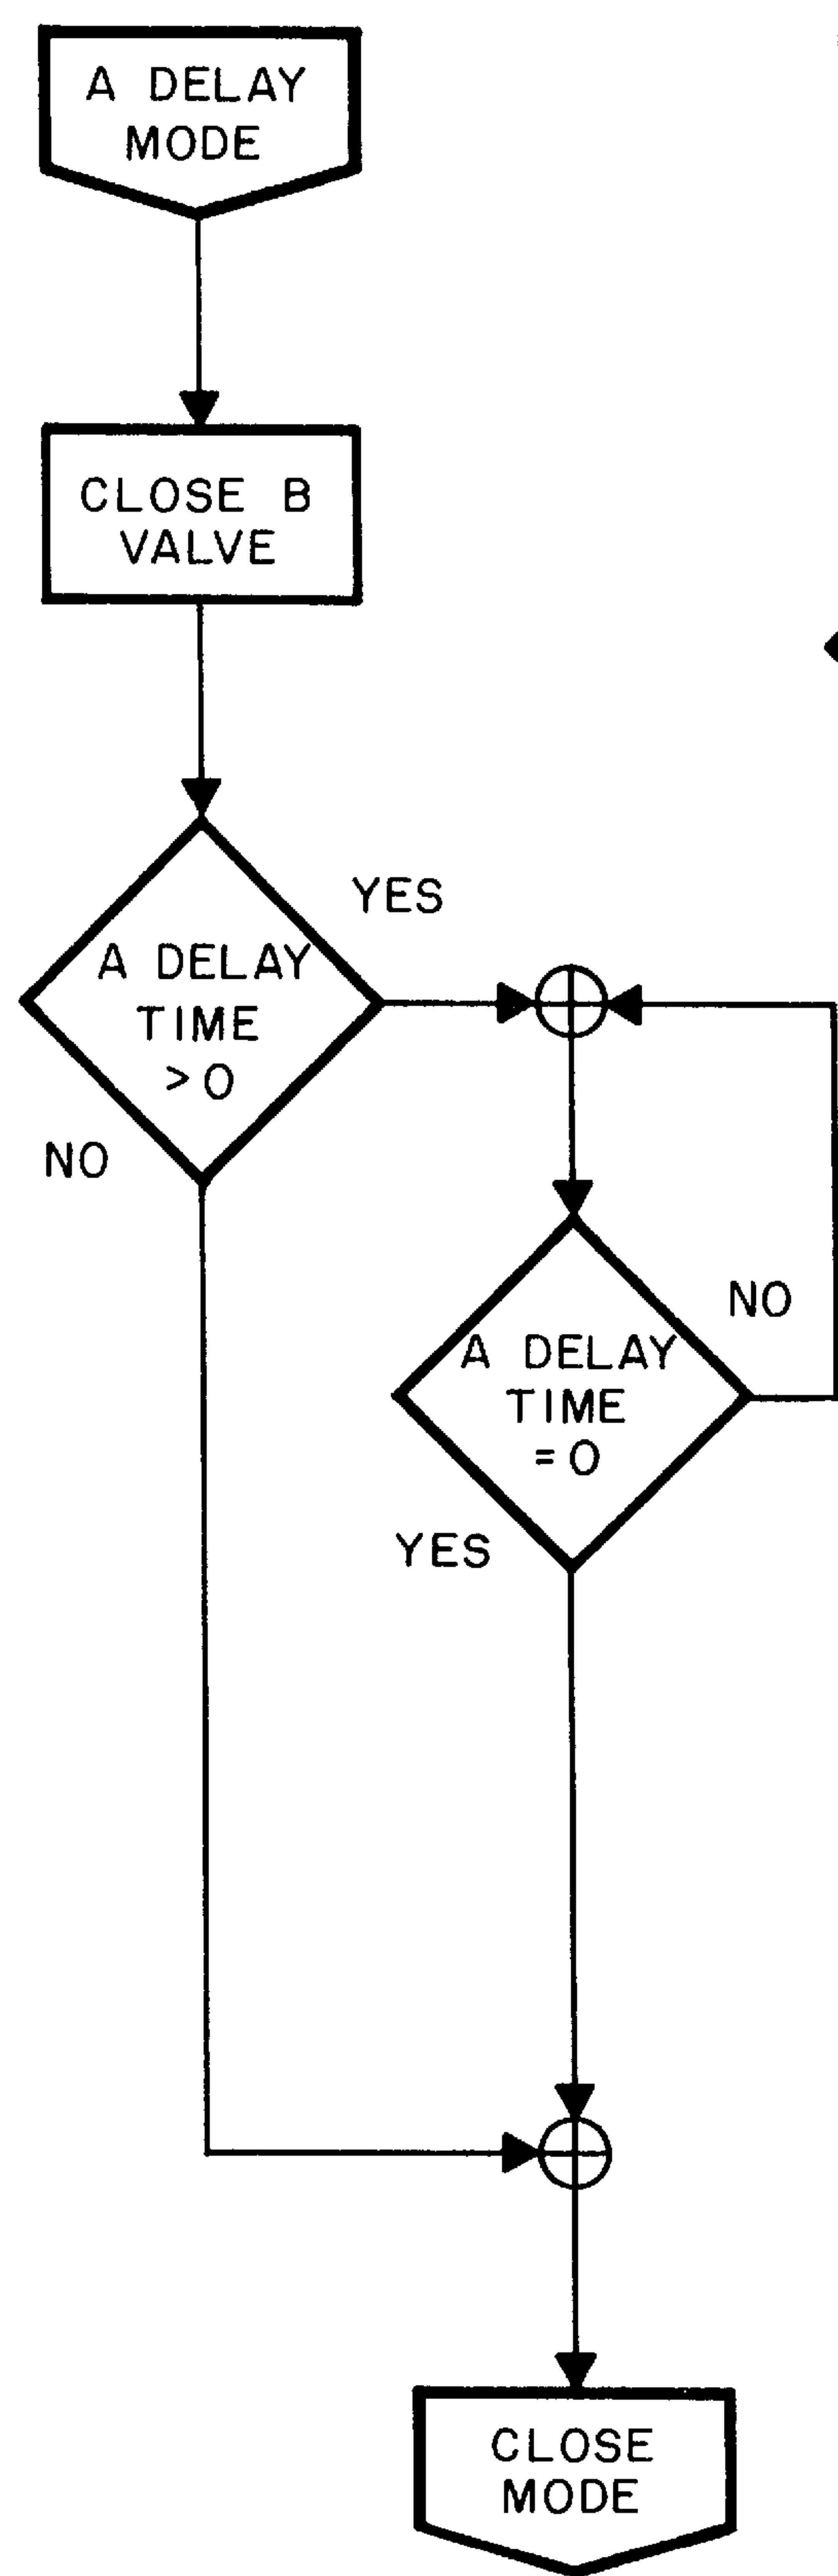 A DELAY
MODE
CLOSE B
VALVE
YES
A DELAY
TIME
>0
NO
NO
A DELAY
TIME
=0
YES
CLOSE
MODE